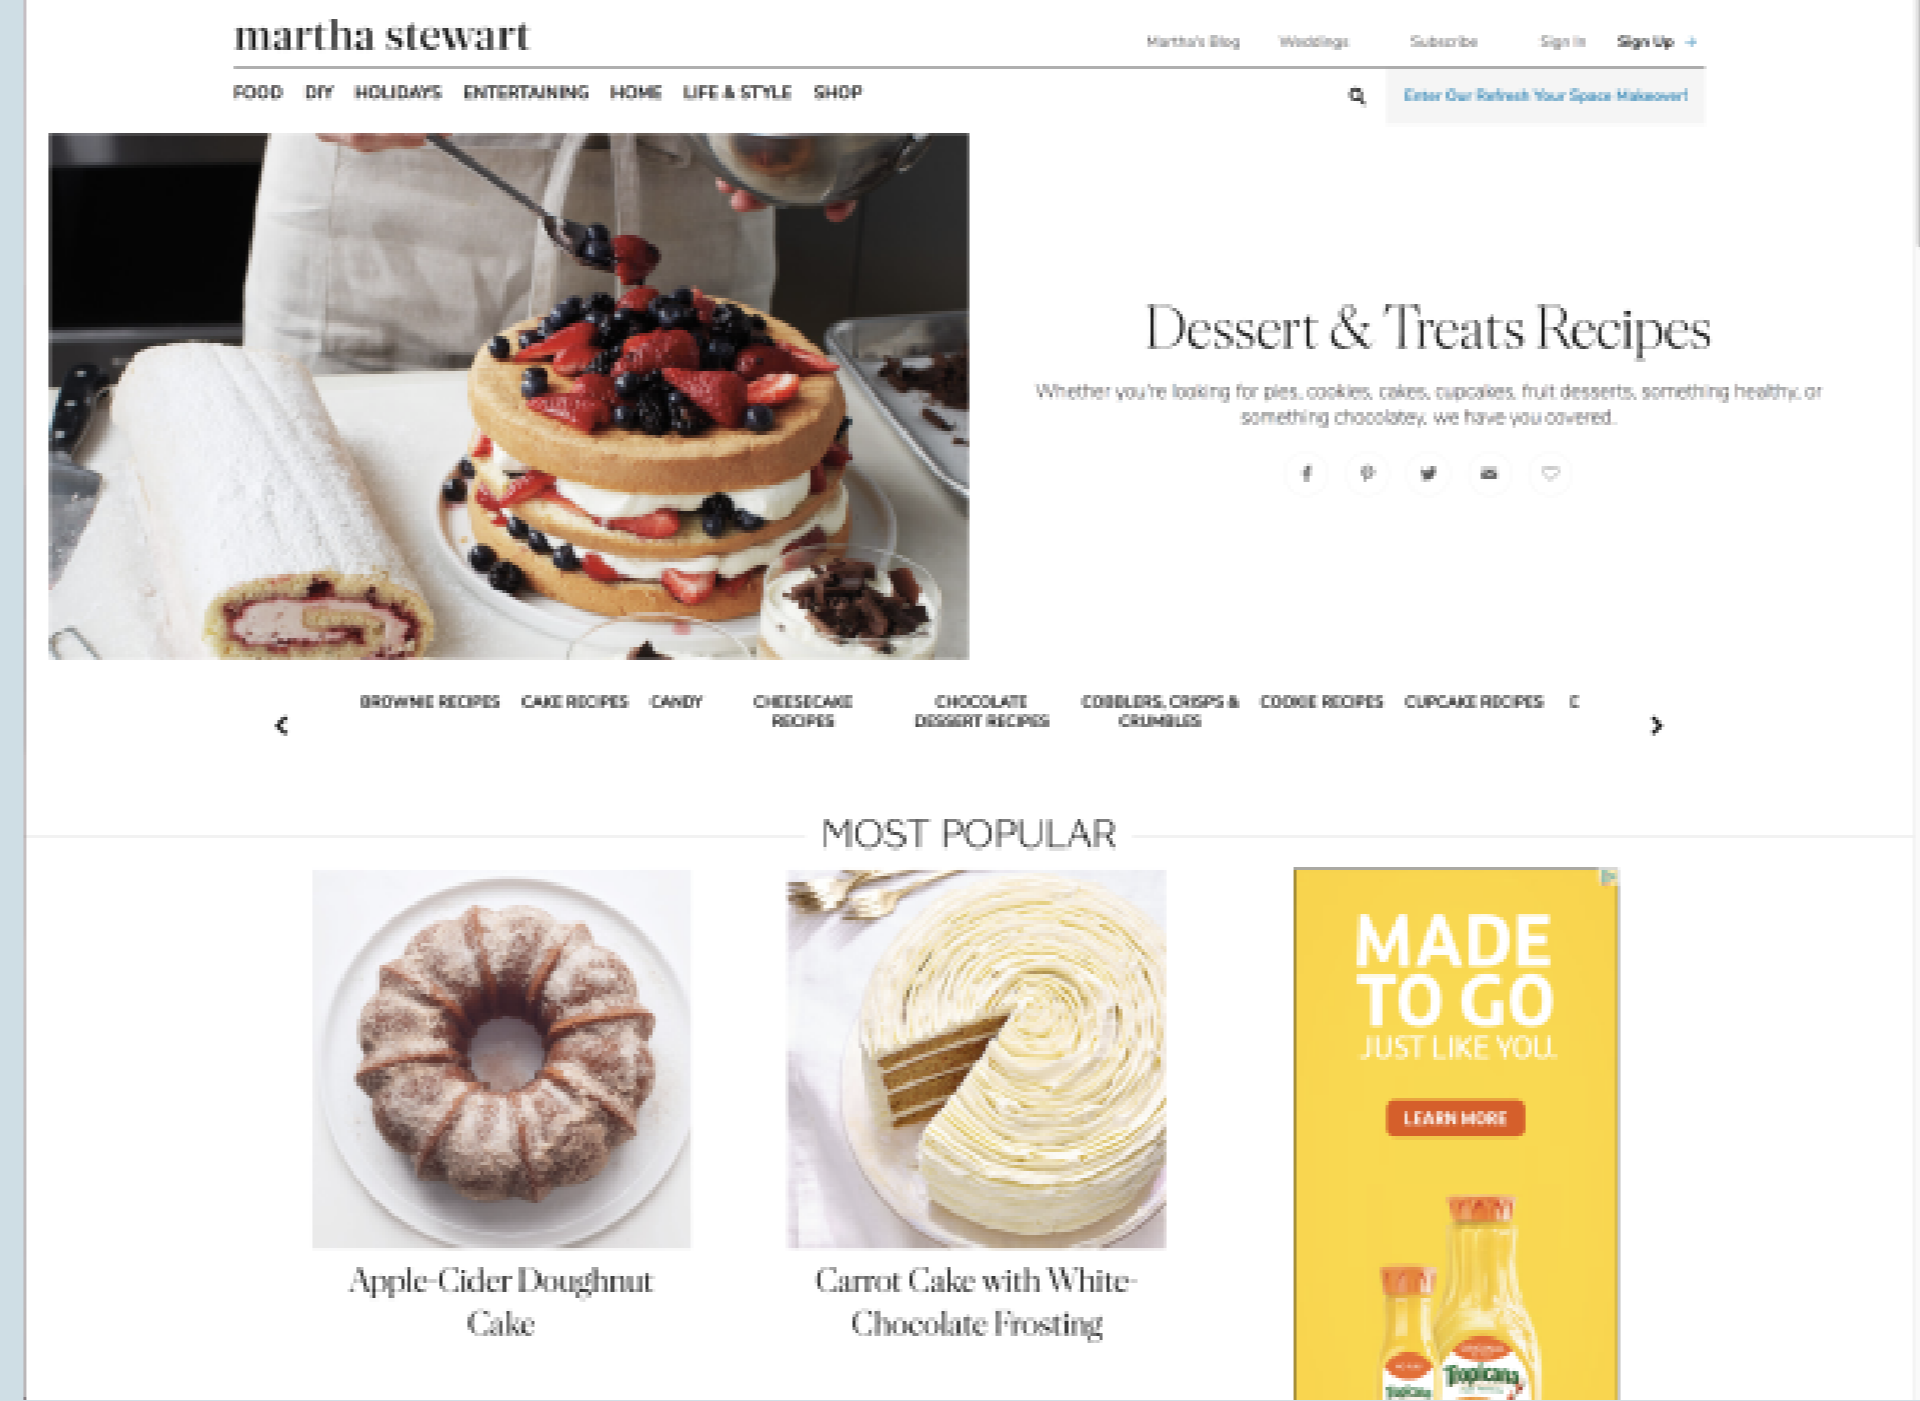 martha stewart
Martha's Blog Weddings Subscribe Sign In Sign Up
FOOD DIY HOLIDAYS ENTERTAINING HOME LIFE & STYLE SHOP
Enter Our Refresh Your Space Makeover!
Dessert & Treats Recipes
Whether you're looking for pies, cookies, cakes, cupcakes, fruit desserts, something healthy, or
something chocolatey, we have you covered.
BROWNIE RECIPES CAKE RECIPES CANDY CHEESECAKE CHOCOLATE COBBLERS, CRISPS & COOKIE RECIPES CUPCAKE RECIPES
RECIPES DESSERT RECIPES CRUMBLES
MOST POPULAR
MADE
TO GO
JUST LIKE YOU.
LEARN MORE
Apple-Cider Doughnut
Cake
Carrot Cake with White-
Chocolate Frosting
Tropicana
Tropicana